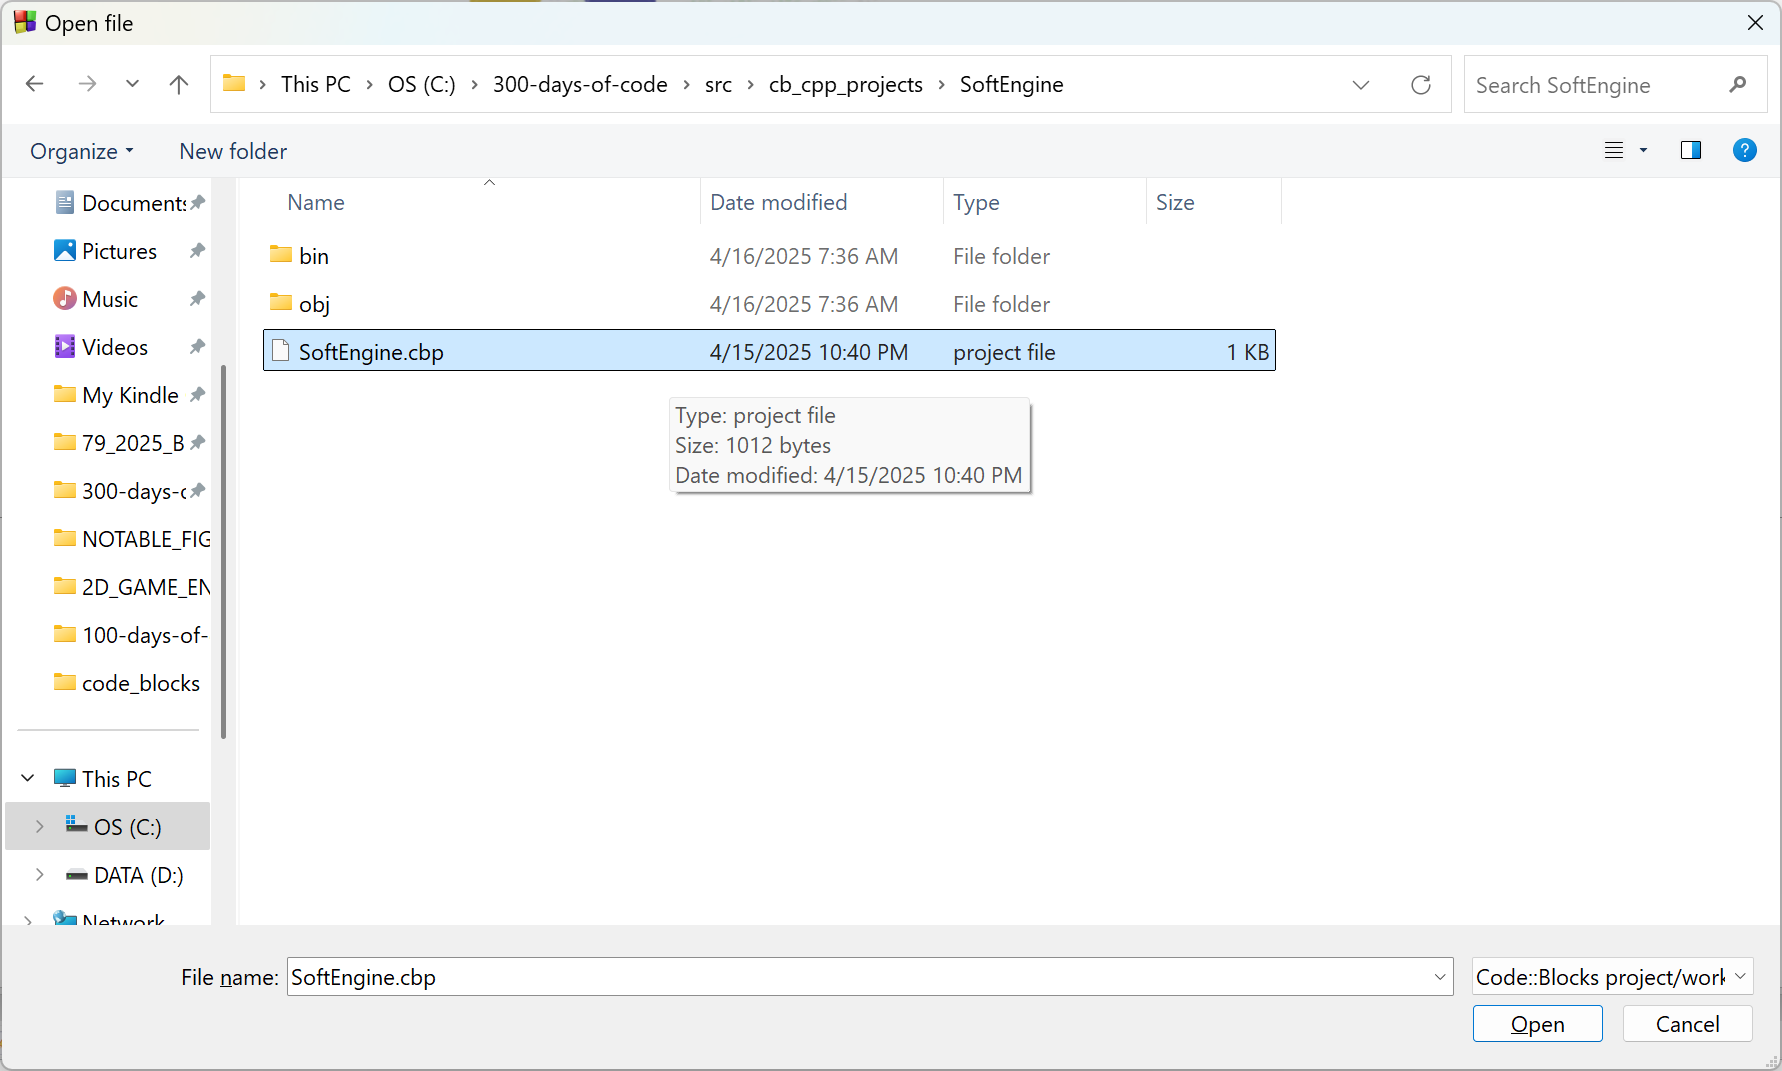 Open file
This PC > OS (C:) > 300-days-of-code > src > cb_cpp_projects > SoftEngine
Search SoftEngine
Organize
New folder
Name
Date modified
Type
Size
Documents
Pictures
Music
Videos
My Kindle
79_2025_B
300-days-c
NOTABLE_FIG
2D_GAME_EN
100-days-of-
code_blocks
This PC
OS (C:)
DATA (D:)
Network
bin 4/16/2025 7:36 AM File folder
obj 4/16/2025 7:36 AM File folder
SoftEngine.cbp 4/15/2025 10:40 PM project file 1 KB
Type: project file
Size: 1012 bytes
Date modified: 4/15/2025 10:40 PM
File name: SoftEngine.cbp
Code::Blocks project/work
Open
Cancel